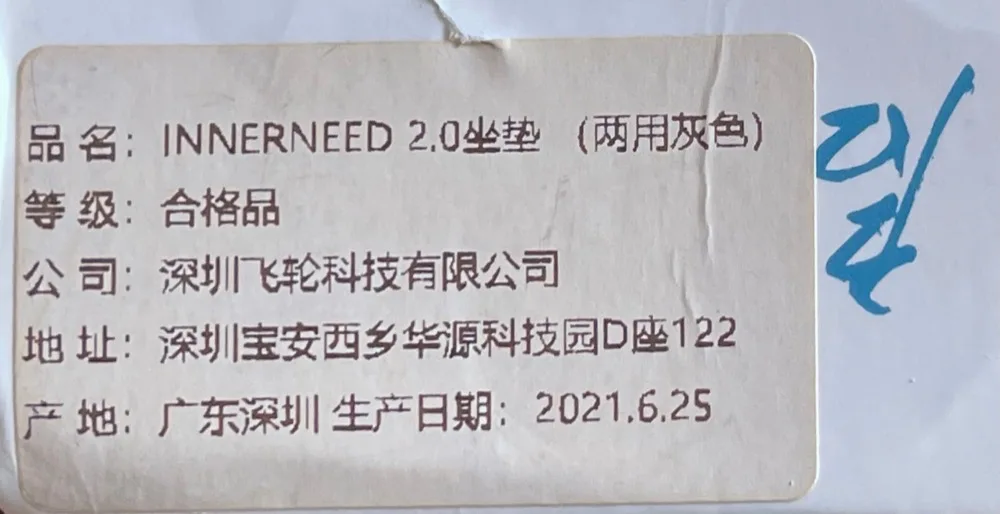 品名：INNERNEED 2.0坐垫 （两用灰色）
等级：合格品
公司：深圳飞轮科技有限公司
地址：深圳宝安西乡华源科技园D座122
产地：广东深圳 生产日期：2021.6.25